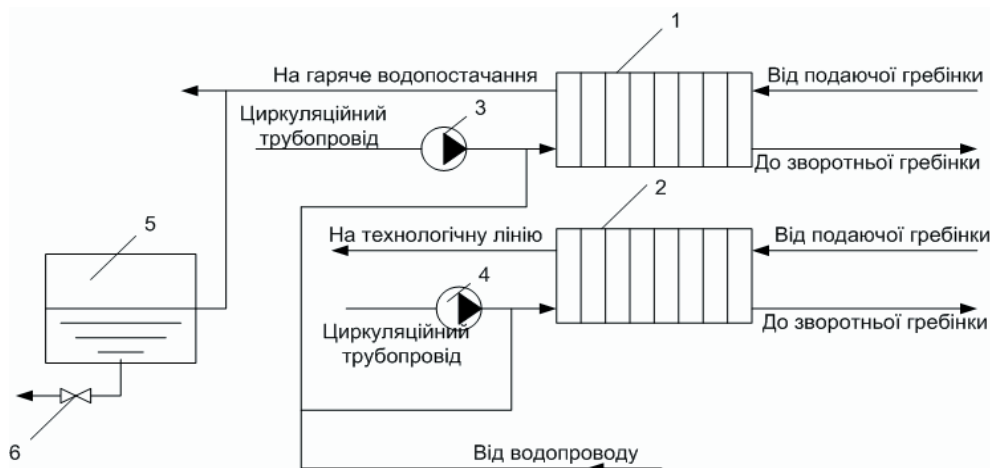 1
На гаряче водопостачання
Від подаючої гребінки
Циркуляційний
трубопровід
3
До зворотньої гребінки
2
5
На технологічну лінію
Від подаючої гребінки
4
Циркуляційний
трубопровід
До зворотньої гребінки
6
Від водопроводу